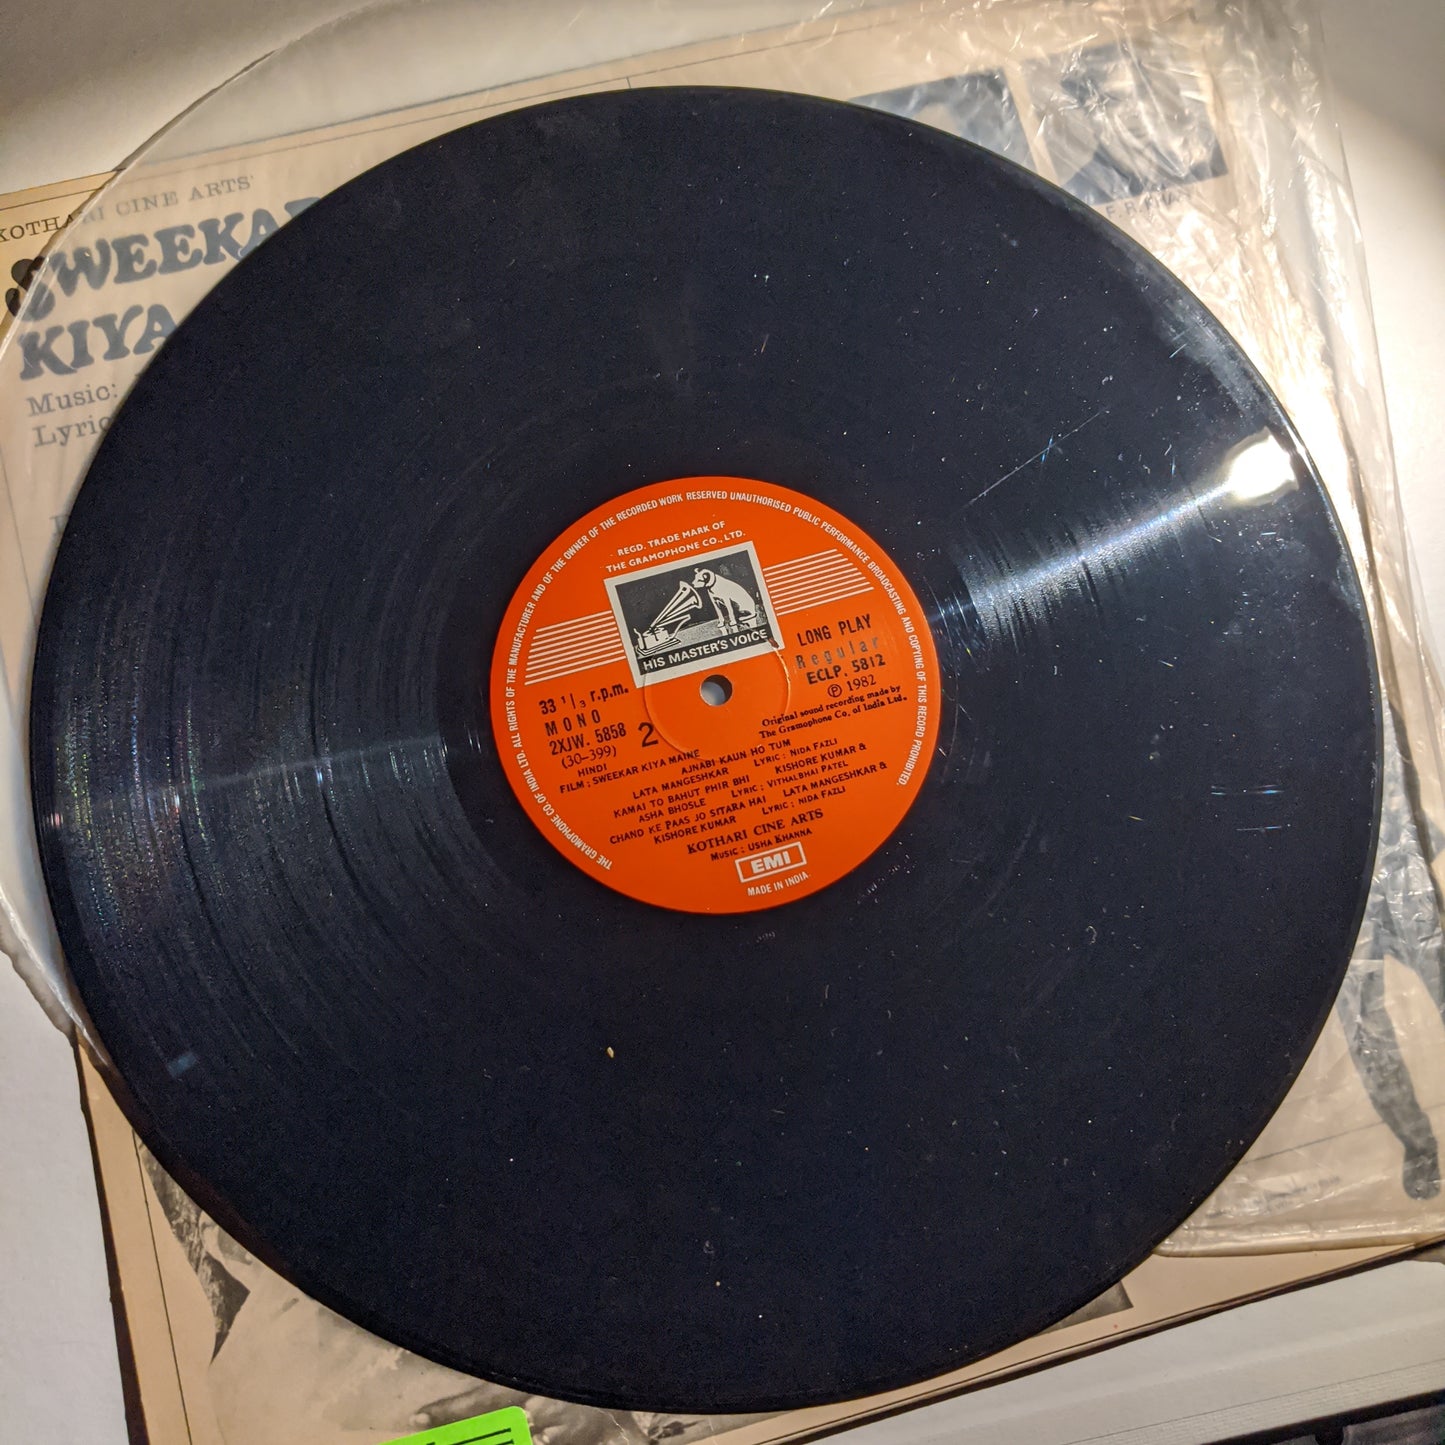 KOTHARI CINE ARTS'
SWEEKAR
KIYA
Music:
Lyric
F. R. KHAN
THE GRAMOPHONE CO. OF INDIA LTD. ALL RIGHTS OF THE MANUFACTURER AND OF THE OWNER OF THE RECORDED WORK RESERVED UNAUTHORISED PUBLIC PERFORMANCE BROADCASTING AND COPYING OF THIS RECORD PROHIBITED.
REGD. TRADE MARK OF
THE GRAMOPHONE CO., LTD.
HIS MASTER'S VOICE
LONG PLAY
Regular
ECLP. 5812
℗ 1982
Original sound recording made by
The Gramophone Co. of India Ltd.
33 1/3 r.p.m.
MONO
2XJW. 5858
(30-399)
2
HINDI
FILM : SWEEKAR KIYA MAINE
AJNABI KAUN HO TUM
LATA MANGESHKAR LYRIC : NIDA FAZLI
KAMAI TO BAHUT PHIR BHI KISHORE KUMAR &
ASHA BHOSLE LYRIC : VITHALBHAI PATEL
CHAND KE PAAS JO SITARA HAI LATA MANGESHKAR &
KISHORE KUMAR LYRIC : NIDA FAZLI
KOTHARI CINE ARTS
MUSIC : USHA KHANNA
EMI
MADE IN INDIA